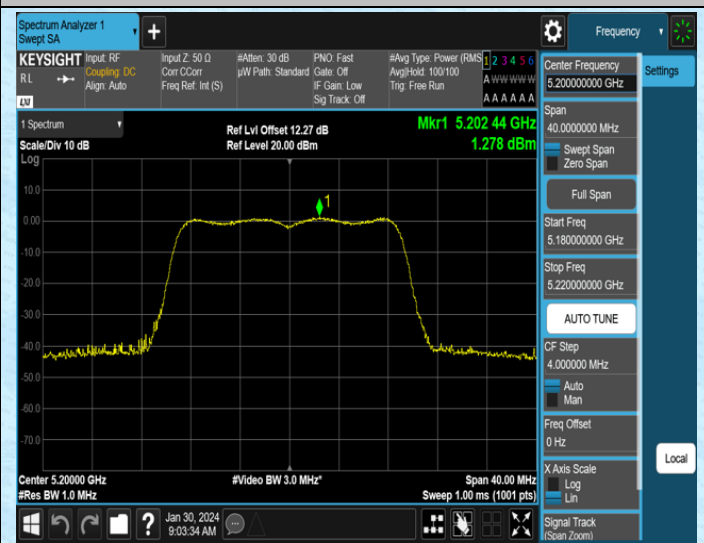 Spectrum Analyzer 1
Swept SA
+
Frequency
KEYSIGHT
RL
LXI
Input: RF
Coupling: DC
Align: Auto
Input Z: 50 Ω
Corr CCorr
Freq Ref: Int (S)
#Atten: 30 dB
µW Path: Standard
PNO: Fast
Gate: Off
IF Gain: Low
Sig Track: Off
#Avg Type: Power (RMS
Avg|Hold: 100/100
Trig: Free Run
1 2 3 4 5 6
A W W W W W
A A A A A A
1 Spectrum
Scale/Div 10 dB
Log
Ref Lvl Offset 12.27 dB
Ref Level 20.00 dBm
Mkr1 5.202 44 GHz
1.278 dBm
1
10.0
0.00
-10.0
-20.0
-30.0
-40.0
-50.0
-60.0
-70.0
Center 5.20000 GHz
#Res BW 1.0 MHz
#Video BW 3.0 MHz*
Span 40.00 MHz
Sweep 1.00 ms (1001 pts)
Center Frequency
5.200000000 GHz
Settings
Span
40.0000000 MHz
Swept Span
Zero Span
Full Span
Start Freq
5.180000000 GHz
Stop Freq
5.220000000 GHz
AUTO TUNE
CF Step
4.000000 MHz
Auto
Man
Freq Offset
0 Hz
X Axis Scale
Log
Lin
Local
Signal Track
(Span Zoom)
?
Jan 30, 2024
9:03:34 AM